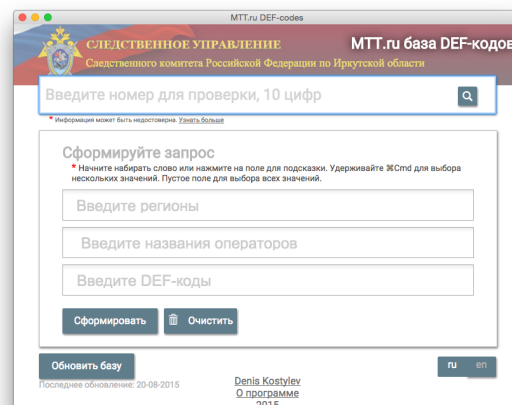 MTT.ru DEF-codes
СЛЕДСТВЕННОЕ УПРАВЛЕНИЕ
MTT.ru база DEF-кодов
Следственного комитета Российской Федерации по Иркутской области
Введите номер для проверки, 10 цифр
* Информация может быть недостоверна. Узнать больше
Сформируйте запрос
* Начните набирать слово или нажмите на поле для подсказки. Удерживайте ⌘Cmd для выбора
нескольких значений. Пустое поле для выбора всех значений.
Введите регионы
Введите названия операторов
Введите DEF-коды
Сформировать
Очистить
Обновить базу
ru en
Последнее обновление: 20-08-2015
Denis Kostylev
О программе
2015